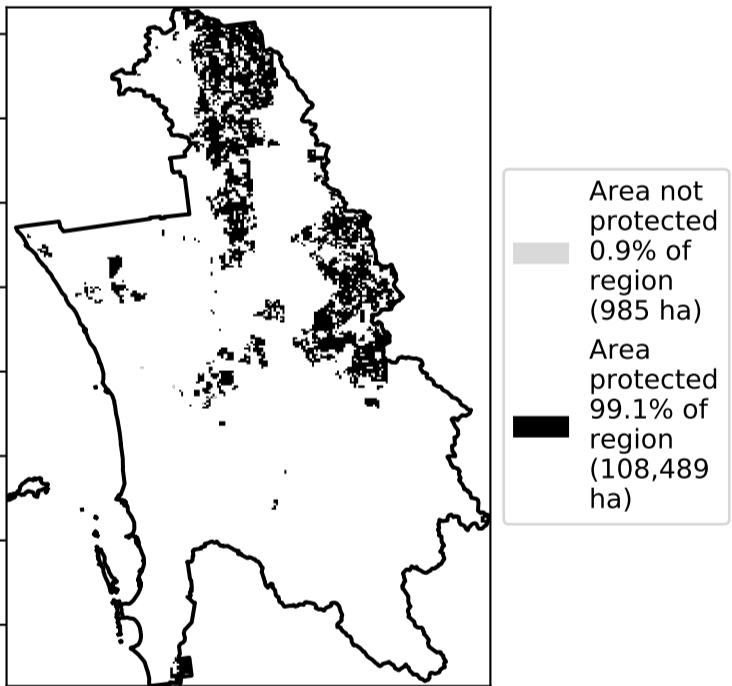 Area not
protected
0.9% of
region
(985 ha)
Area
protected
99.1% of
region
(108,489
ha)